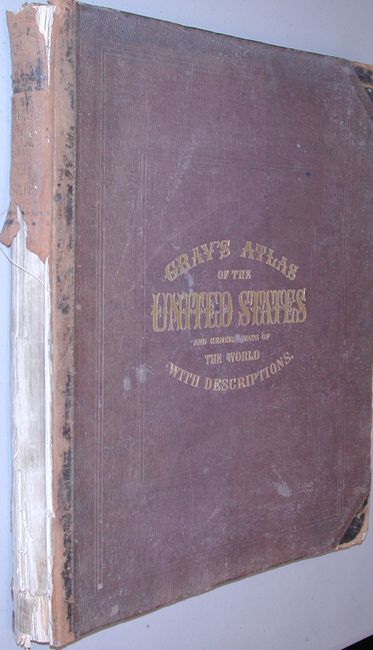 GRAY'S ATLAS
OF THE
UNITED STATES
AND GENERAL MAPS OF
THE WORLD
WITH DESCRIPTIONS.